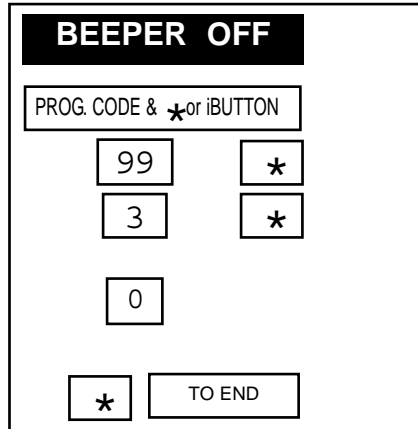 BEEPER OFF
PROG. CODE & *or iBUTTON
99 *
3 *
0
* TO END